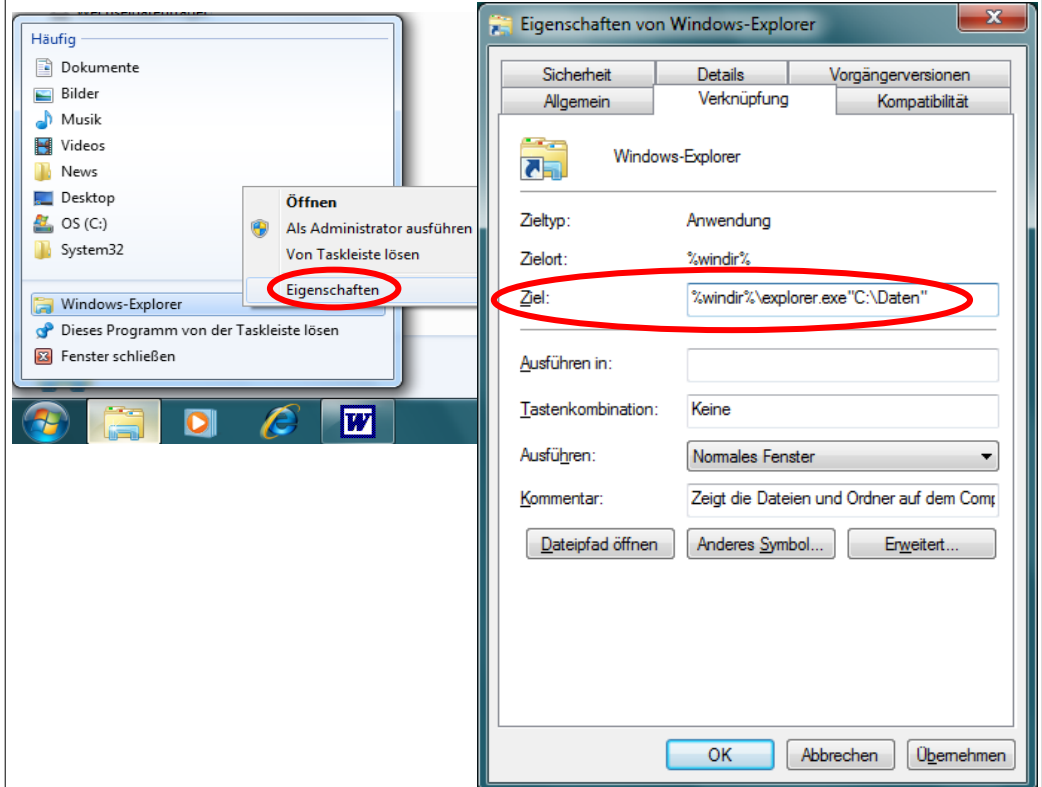 Häufig
Dokumente
Bilder
Musik
Videos
News
Desktop
OS (C:)
System32
Windows-Explorer
Dieses Programm von der Taskleiste lösen
Fenster schließen
Öffnen
Als Administrator ausführen
Von Taskleiste lösen
Eigenschaften
W
Eigenschaften von Windows-Explorer
Sicherheit Details Vorgängerversionen
Allgemein Verknüpfung Kompatibilität
Windows-Explorer
Zieltyp: Anwendung
Zielort: %windir%
Ziel: %windir%\explorer.exe"C:\Daten"
Ausführen in:
Tastenkombination: Keine
Ausführen: Normales Fenster
Kommentar: Zeigt die Dateien und Ordner auf dem Comp
Dateipfad öffnen Anderes Symbol... Erweitert...
OK Abbrechen Übernehmen